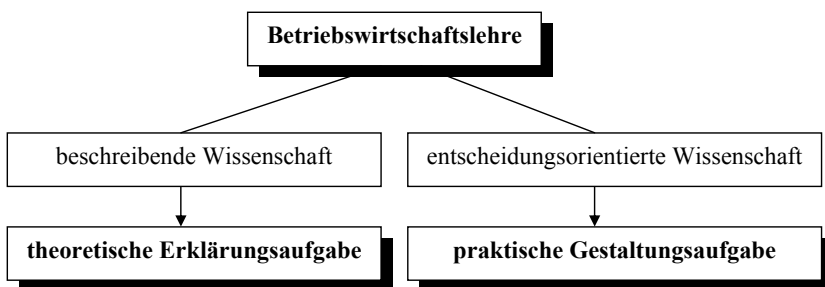 Betriebswirtschaftslehre
beschreibende Wissenschaft
entscheidungsorientierte Wissenschaft
theoretische Erklärungsaufgabe
praktische Gestaltungsaufgabe